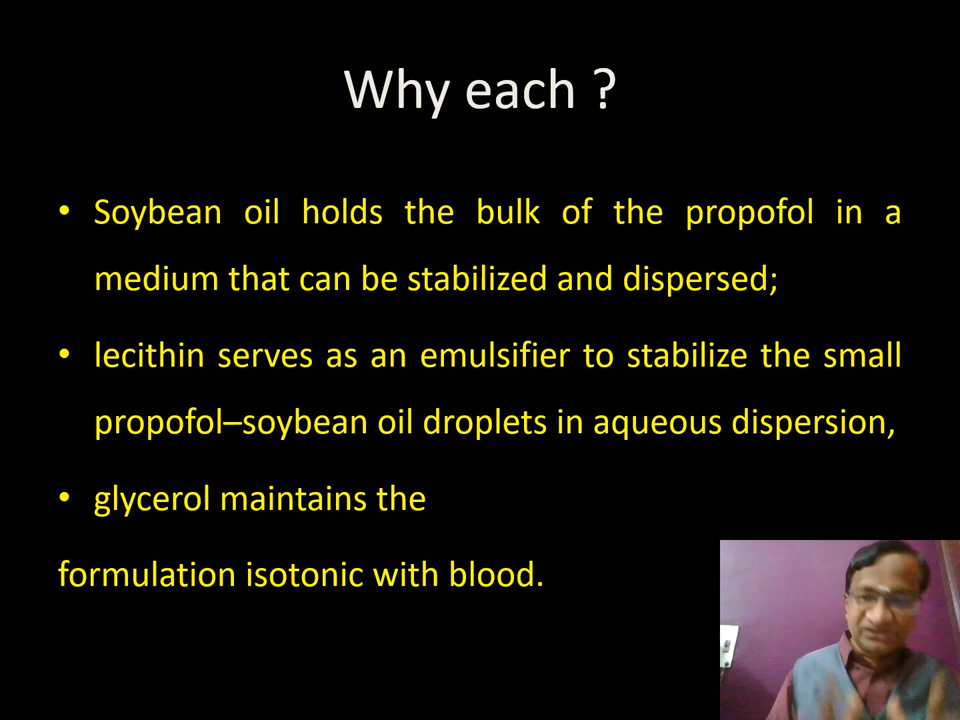 Why each ?
• Soybean oil holds the bulk of the propofol in a
medium that can be stabilized and dispersed;
• lecithin serves as an emulsifier to stabilize the small
propofol–soybean oil droplets in aqueous dispersion,
• glycerol maintains the
formulation isotonic with blood.